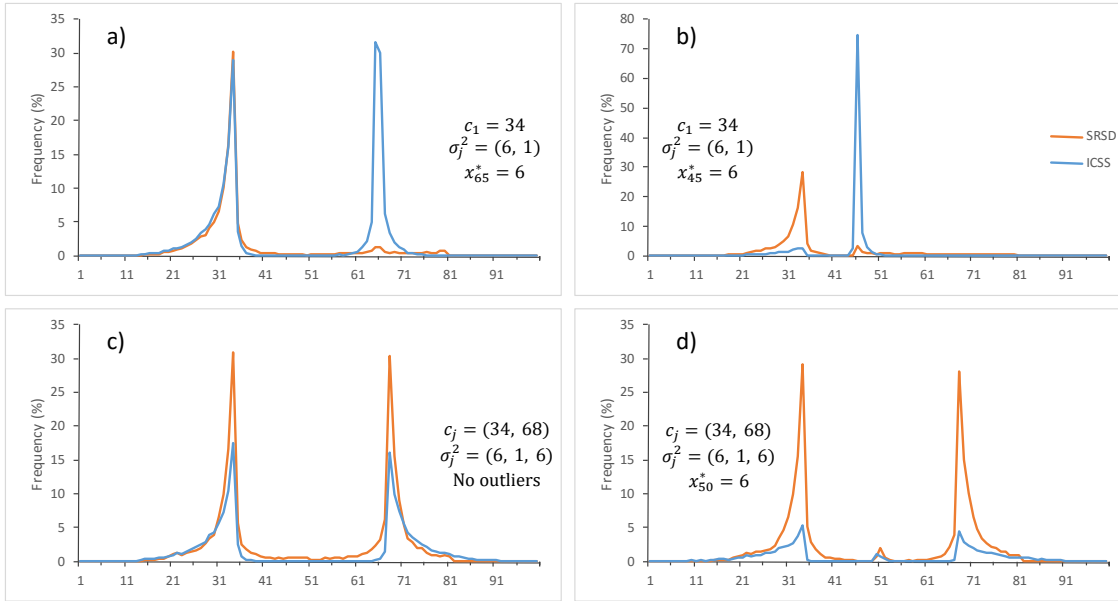 a)
35
30
25
20
15
10
5
0
Frequency (%)
c₁ = 34
σⱼ² = (6, 1)
x₆₅* = 6
1 11 21 31 41 51 61 71 81 91
b)
80
70
60
50
40
30
20
10
0
Frequency (%)
c₁ = 34
σⱼ² = (6, 1)
x₄₅* = 6
SRSD
ICSS
1 11 21 31 41 51 61 71 81 91
c)
35
30
25
20
15
10
5
0
Frequency (%)
cⱼ = (34, 68)
σⱼ² = (6, 1, 6)
No outliers
1 11 21 31 41 51 61 71 81 91
d)
35
30
25
20
15
10
5
0
Frequency (%)
cⱼ = (34, 68)
σⱼ² = (6, 1, 6)
x₅₀* = 6
1 11 21 31 41 51 61 71 81 91